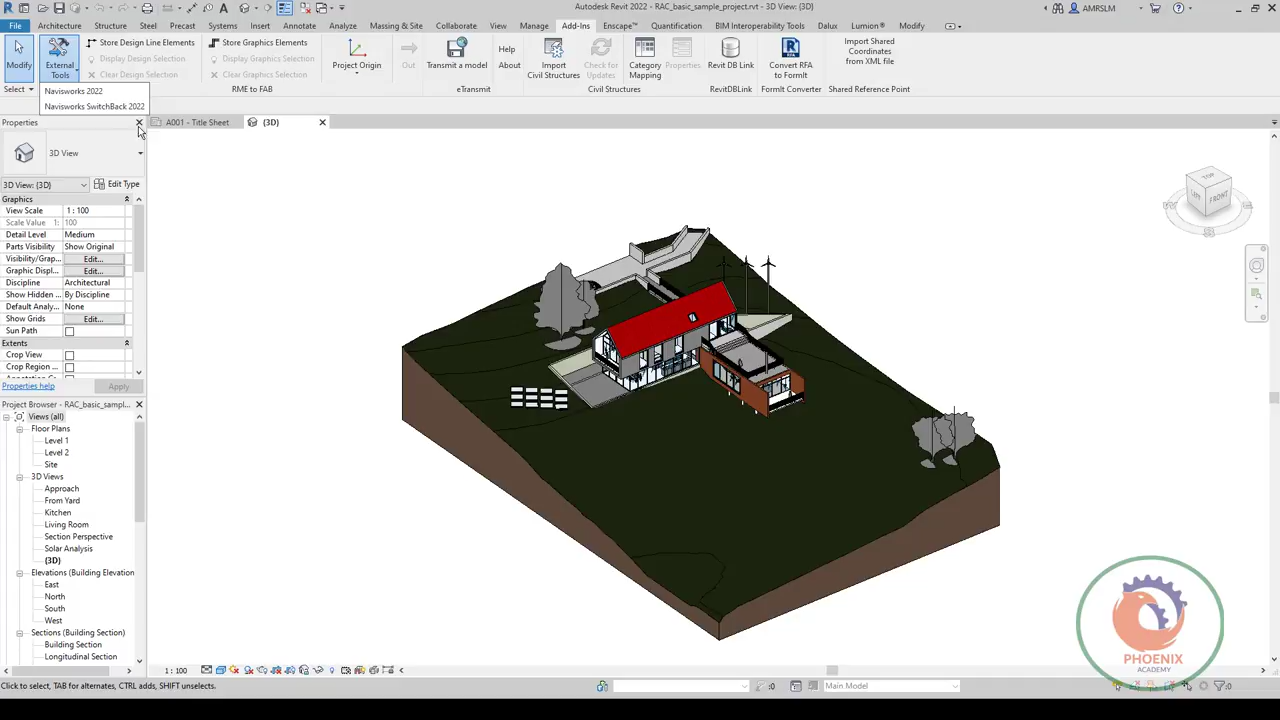 Autodesk Revit 2022 - RAC_basic_sample_project.rvt - 3D View: {3D}
AMRSLM
File Architecture Structure Steel Precast Systems Insert Annotate Analyze Massing & Site Collaborate View Manage Add-Ins Enscape™ Quantification BIM Interoperability Tools Dalux Lumion® Modify
Modify
External Tools
Store Design Line Elements
Display Design Selection
Clear Design Selection
Store Graphics Elements
Display Graphics Selection
Clear Graphics Selection
Project Origin
Out
Transmit a model
Help
About
Import Civil Structures
Check for Updates
Category Mapping
Properties
Revit DB Link
Convert RFA to FormIt
Import Shared Coordinates from XML file
Select RME to FAB eTransmit Civil Structures RevitDBLink FormIt Converter Shared Reference Point
Navisworks 2022
Navisworks SwitchBack 2022
Properties
A001 - Title Sheet
{3D}
3D View
3D View: {3D} Edit Type
Graphics
View Scale 1 : 100
Scale Value 1: 100
Detail Level Medium
Parts Visibility Show Original
Visibility/Grap... Edit...
Graphic Displ... Edit...
Discipline Architectural
Show Hidden ... By Discipline
Default Analy... None
Show Grids Edit...
Sun Path
Extents
Crop View
Crop Region ...
Properties help Apply
Project Browser - RAC_basic_sampl...
Views (all)
Floor Plans
Level 1
Level 2
Site
3D Views
Approach
From Yard
Kitchen
Living Room
Section Perspective
Solar Analysis
{3D}
Elevations (Building Elevation
East
North
South
West
Sections (Building Section)
Building Section
Longitudinal Section
TOP
FRONT
PHOENIX
ACADEMY
1 : 100
Click to select, TAB for alternates, CTRL adds, SHIFT unselects.
:0
Main Model
:0